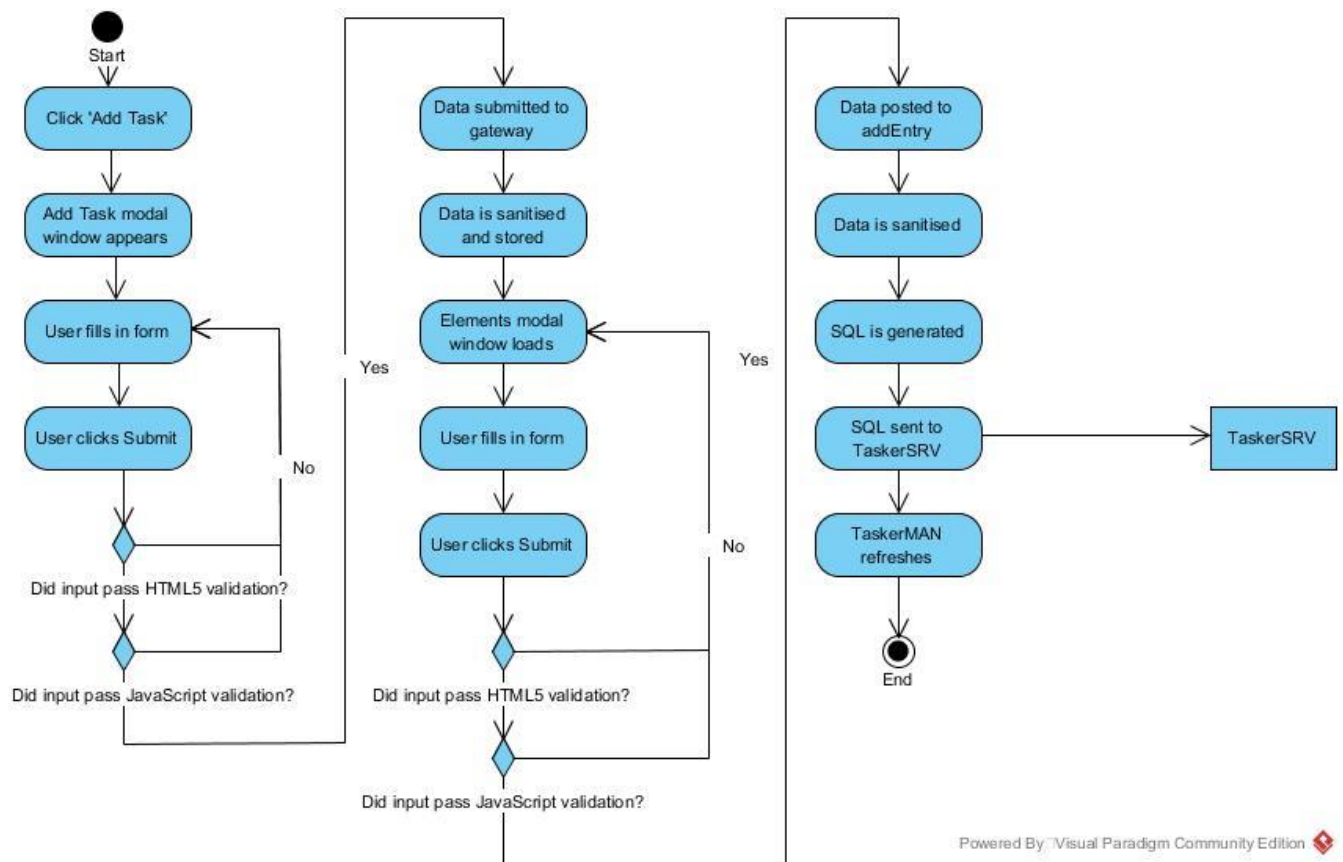 Start
Click 'Add Task'
Add Task modal
window appears
User fills in form
User clicks Submit
No
Did input pass HTML5 validation?
Did input pass JavaScript validation?
Yes
Data submitted to
gateway
Data is sanitised
and stored
Elements modal
window loads
User fills in form
User clicks Submit
No
Did input pass HTML5 validation?
Did input pass JavaScript validation?
Yes
Data posted to
addEntry
Data is sanitised
SQL is generated
SQL sent to
TaskerSRV
TaskerSRV
TaskerMAN
refreshes
End
Powered By Visual Paradigm Community Edition